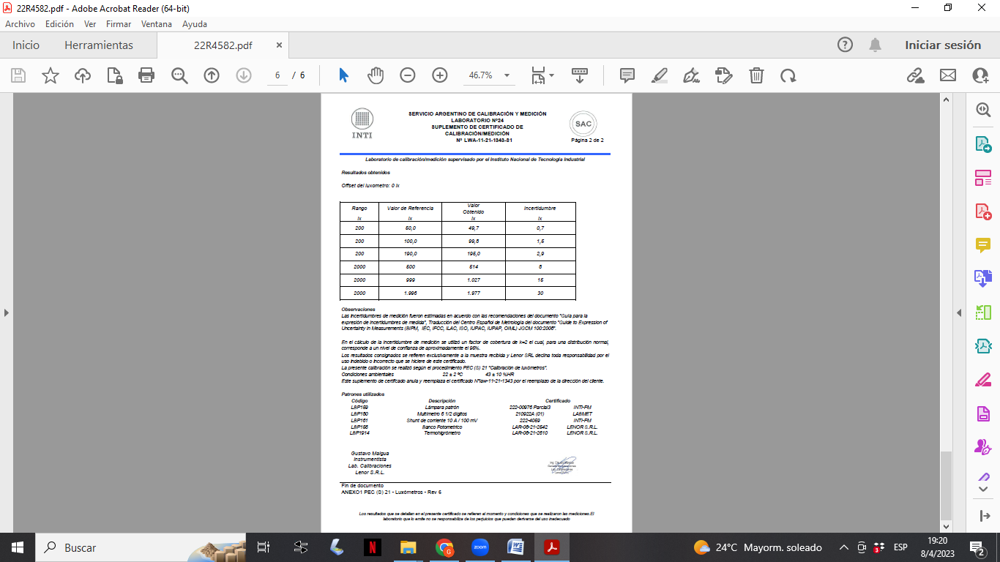 22R4582.pdf - Adobe Acrobat Reader (64-bit)
Archivo Edición Ver Firmar Ventana Ayuda
Inicio Herramientas 22R4582.pdf × Iniciar sesión
6 / 6 46.7%
INTI
SERVICIO ARGENTINO DE CALIBRACIÓN Y MEDICIÓN
LABORATORIO Nº24
SUPLEMENTO DE CERTIFICADO DE
CALIBRACIÓN/MEDICIÓN
Nº LWA-11-21-1343-S1
SAC
Página 2 de 2
Laboratorio de calibración/medición supervisado por el Instituto Nacional de Tecnología Industrial
Resultados obtenidos
Offset del luxometro: 0 lx
Rango Valor de Referencia Valor Obtenido Incertidumbre
lx lx lx lx
200 50,0 49,7 0,7
200 100,0 99,6 1,5
200 190,0 195,0 2,9
2000 500 514 8
2000 999 1.027 15
2000 1.996 1.977 30
Observaciones
Las incertidumbres de medición fueron estimadas en acuerdo con las recomendaciones del documento "Guía para la
expresión de incertidumbres de medida", Traducción del Centro Español de Metrología del documento "Guide to Expression of
Uncertainty in Measurements (BIPM, IEC, IFCC, ILAC, ISO, IUPAC, IUPAP, OIML) JGCM 100:2008".
En el cálculo de la incertidumbre de medición se utilizó un factor de cobertura de k=2 el cual, para una distribución normal,
corresponde a un nivel de confianza de aproximadamente el 95%.
Los resultados consignados se refieren exclusivamente a la muestra recibida y Lenor SRL declina toda responsabilidad por el
uso indebido o incorrecto que se hiciere de este certificado.
La presente calibración se realizó según el procedimiento PEC (S) 21 "Calibración de luxómetros".
Condiciones ambientales 22 ± 2 ºC 43 ± 10 %HR
Este suplemento de certificado anula y reemplaza el certificado Nºlaw-11-21-1343 por el reemplazo de la dirección del cliente.
Patrones utilizados
Código Descripción Certificado
LBP159 Lámpara patrón 222-00976 Parcial3 INTI-FM
LBP160 Multímetro 6 1/2 dígitos 210922A (01) LABMET
LBP161 Shunt de corriente 10 A / 100 mV 222-4059 INTI-FM
LBP156 Banco Fotometrico LAR-06-21-2542 LENOR S.R.L.
LBP1914 Termohigrómetro LAR-06-21-2610 LENOR S.R.L.
Gustavo Maigua
Instrumentista
Lab. Calibraciones
Lenor S.R.L.
Fin de documento
ANEXO1 PEC (S) 21 - Luxómetros - Rev 6
Los resultados que se detallan en el presente certificado se refieren al momento y condiciones que se realizaron las mediciones.El
laboratorio que lo emite no se responsabiliza de los perjuicios que puedan derivarse del uso inadecuado
Buscar
24°C Mayorm. soleado
ESP
19:20
8/4/2023
2